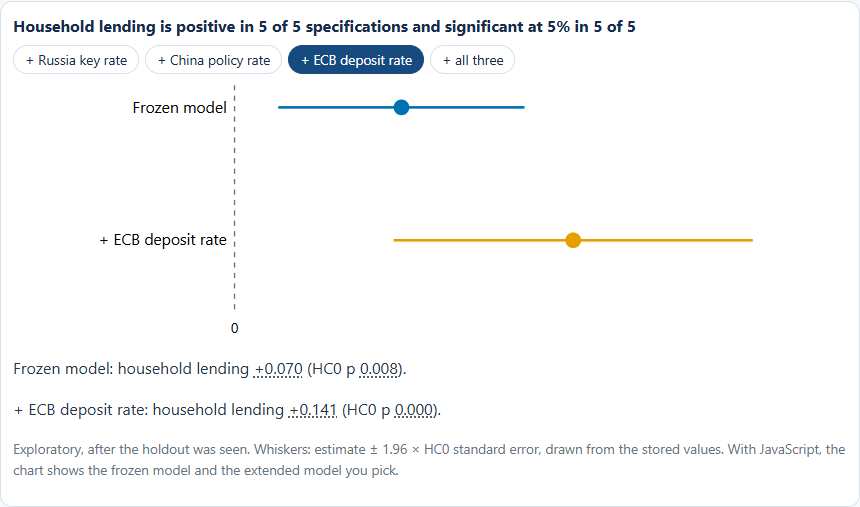 Household lending is positive in 5 of 5 specifications and significant at 5% in 5 of 5
+ Russia key rate
+ China policy rate
+ ECB deposit rate
+ all three
Frozen model
+ ECB deposit rate
0
Frozen model: household lending +0.070 (HC0 p 0.008).
+ ECB deposit rate: household lending +0.141 (HC0 p 0.000).
Exploratory, after the holdout was seen. Whiskers: estimate ± 1.96 × HC0 standard error, drawn from the stored values. With JavaScript, the
chart shows the frozen model and the extended model you pick.